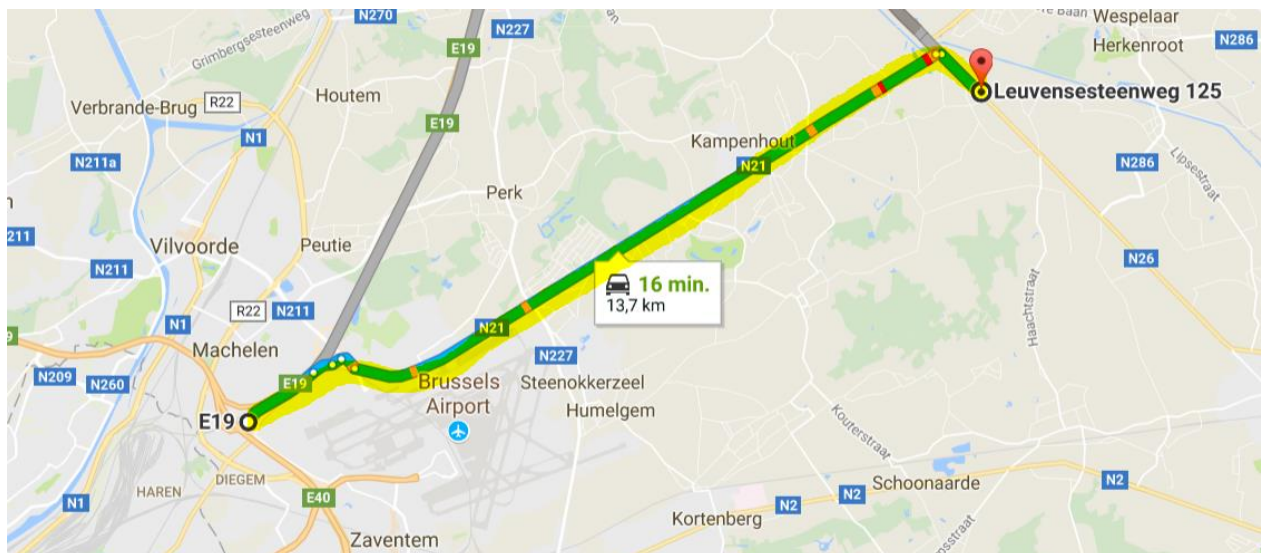 N270
Grimbergsesteenweg
N227
Wespelaar
Herkenroot
N286
E19
Verbrande-Brug
R22
Houtem
E19
N1
Leuvensesteenweg 125
N211a
Kampenhout
N21
N286
Lipsestraat
Perk
N227
211
Vilvoorde
Peutie
N211
N26
16 min.
13,7 km
R22
N211
N1
N21
Haachtstraat
Machelen
N227
N209
N260
E19
Brussels
Airport
Steenokkerzeel
Humelgem
E19
Kouterstraat
DIEGEM
HAREN
E40
N1
Schoonaarde
N2
N2
N2
Kortenberg
Zaventem